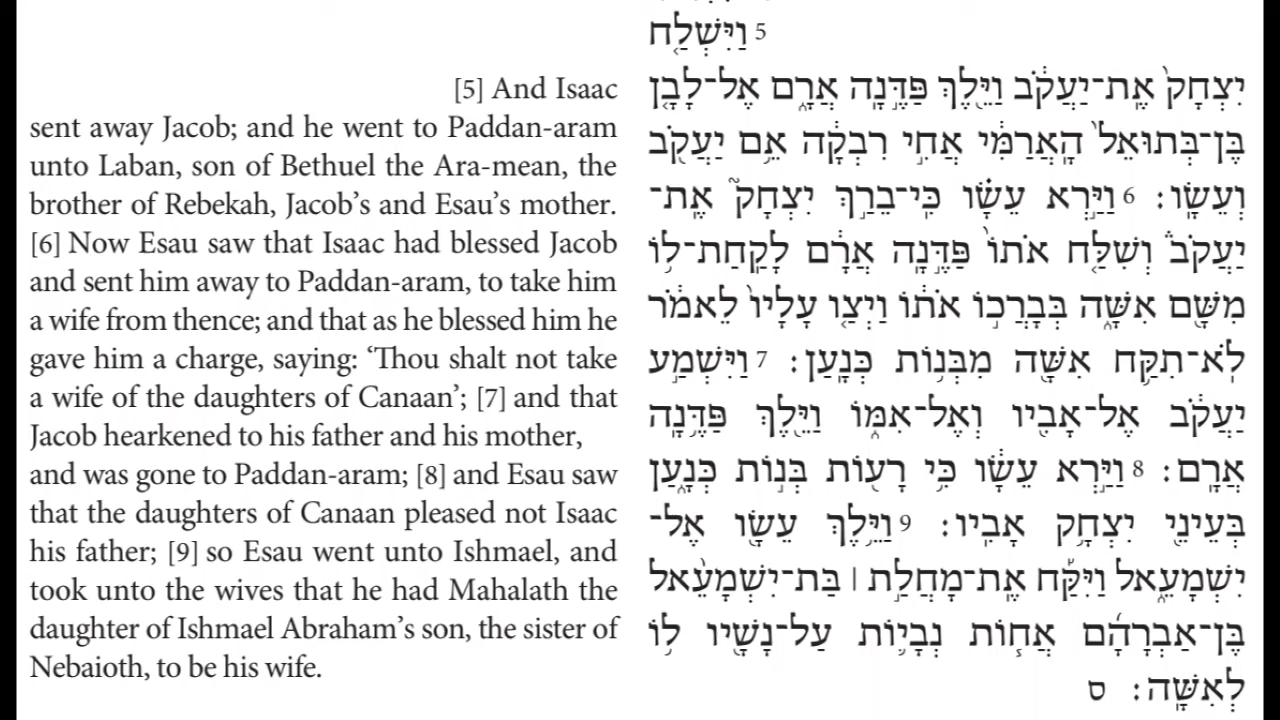 [5] And Isaac
sent away Jacob; and he went to Paddan-aram
unto Laban, son of Bethuel the Ara-mean, the
brother of Rebekah, Jacob’s and Esau’s mother.
[6] Now Esau saw that Isaac had blessed Jacob
and sent him away to Paddan-aram, to take him
a wife from thence; and that as he blessed him he
gave him a charge, saying: ‘Thou shalt not take
a wife of the daughters of Canaan’; [7] and that
Jacob hearkened to his father and his mother,
and was gone to Paddan-aram; [8] and Esau saw
that the daughters of Canaan pleased not Isaac
his father; [9] so Esau went unto Ishmael, and
took unto the wives that he had Mahalath the
daughter of Ishmael Abraham’s son, the sister of
Nebaioth, to be his wife.
5 וַיִּשְׁלַ֤ח
יִצְחָק֙ אֶֽת־יַעֲקֹ֔ב וַיֵּ֖לֶךְ פַּדֶּנָ֣ה אֲרָ֑ם אֶל־לָבָ֤ן
בֶּן־בְּתוּאֵל֙ הָֽאֲרַמִּ֔י אֲחִ֣י רִבְקָ֔ה אֵ֥ם יַעֲקֹ֖ב
וְעֵשָֽׂו׃ 6 וַיַּ֣רְא עֵשָׂ֗ו כִּֽי־בֵרַ֣ךְ יִצְחָק֮ אֶֽת־
יַעֲקֹב֒ וְשִׁלַּ֤ח אֹתוֹ֙ פַּדֶּנָ֣ה אֲרָ֔ם לָקַֽחַת־ל֥וֹ
מִשָּׁ֖ם אִשָּׁ֑ה בְּבָרֲכ֣וֹ אֹת֔וֹ וַיְצַ֤ו עָלָיו֙ לֵאמֹ֔ר
לֹֽא־תִקַּ֥ח אִשָּׁ֖ה מִבְּנ֥וֹת כְּנָֽעַן׃ 7 וַיִּשְׁמַ֣ע
יַעֲקֹ֔ב אֶל־אָבִ֖יו וְאֶל־אִמּ֑וֹ וַיֵּ֖לֶךְ פַּדֶּנָ֥ה
אֲרָֽם׃ 8 וַיַּ֣רְא עֵשָׂ֔ו כִּ֥י רָע֖וֹת בְּנ֣וֹת כְּנָ֑עַן
בְּעֵינֵ֖י יִצְחָ֥ק אָבִֽיו׃ 9 וַיֵּ֥לֶךְ עֵשָׂ֖ו אֶל־
יִשְׁמָעֵ֑אל וַיִּקַּ֡ח אֶֽת־מָחֲלַ֣ת ׀ בַּת־יִשְׁמָעֵ֨אל
בֶּן־אַבְרָהָ֜ם אֲח֧וֹת נְבָי֛וֹת עַל־נָשָׁ֖יו ל֥וֹ
לְאִשָּֽׁה׃ ס